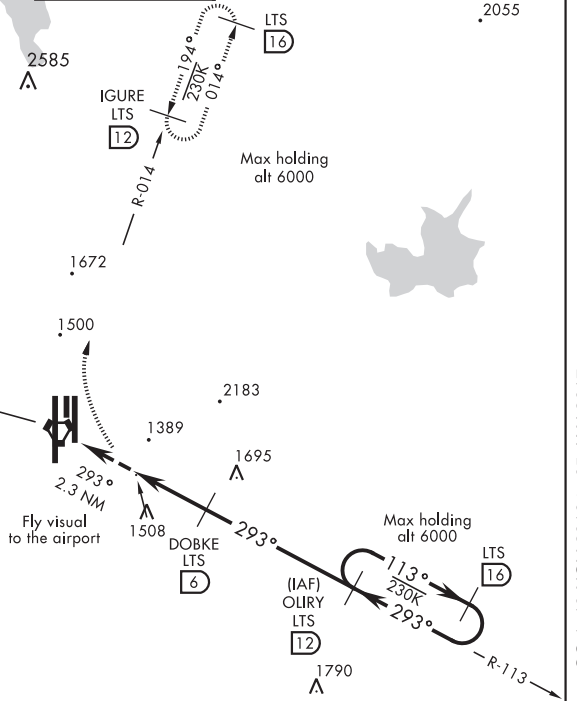 2055
LTS
16
2585
194°
230K
014°
IGURE
LTS
12
R-014
Max holding
alt 6000
1672
1500
2183
1389
1695
293°
2.3 NM
Fly visual
to the airport
1508
DOBKE
LTS
6
293°
Max holding
alt 6000
113°
230K
293°
LTS
16
(IAF)
OLIRY
LTS
12
1790
R-113